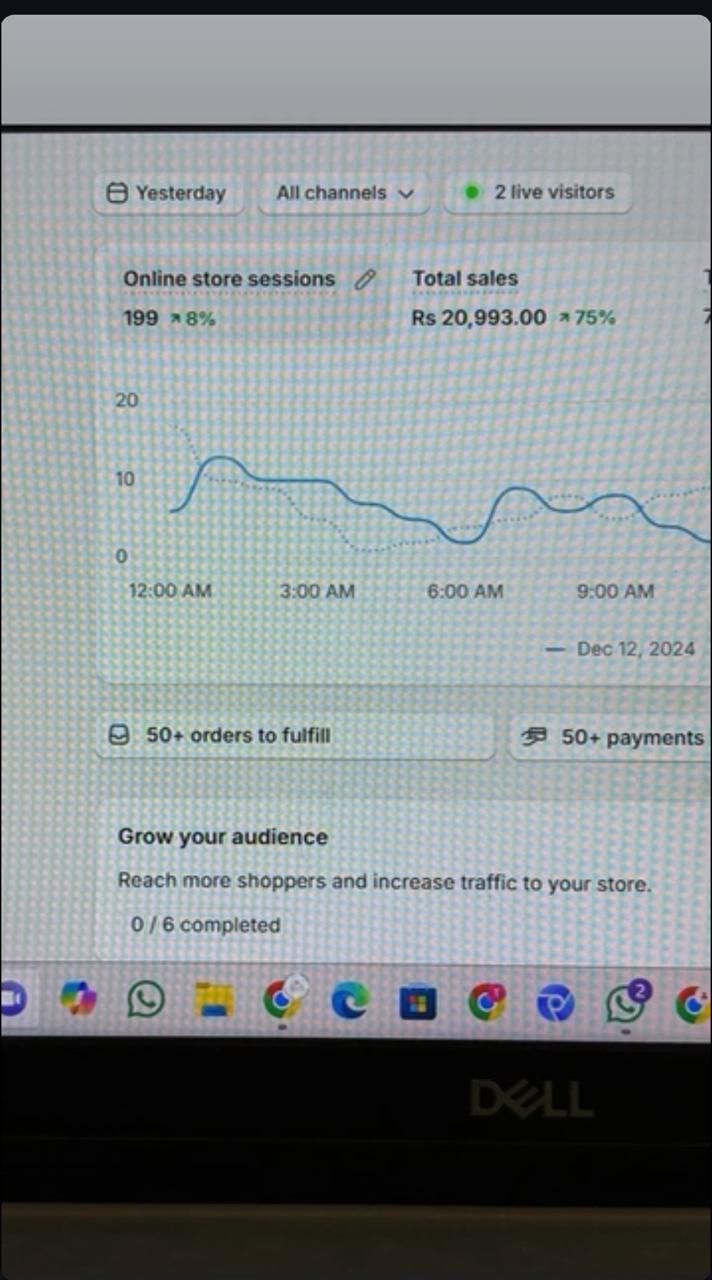 Yesterday All channels 2 live visitors
Online store sessions Total sales
199 ↗ 8% Rs 20,993.00 ↗ 75%
20
10
0
12:00 AM 3:00 AM 6:00 AM 9:00 AM
Dec 12, 2024
50+ orders to fulfill 50+ payments
Grow your audience
Reach more shoppers and increase traffic to your store.
0 / 6 completed
2
DELL